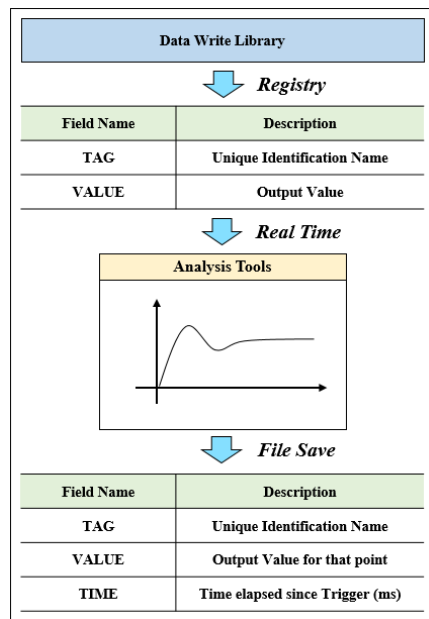 Data Write Library
Registry
Field Name Description
TAG Unique Identification Name
VALUE Output Value
Real Time
Analysis Tools
File Save
Field Name Description
TAG Unique Identification Name
VALUE Output Value for that point
TIME Time elapsed since Trigger (ms)